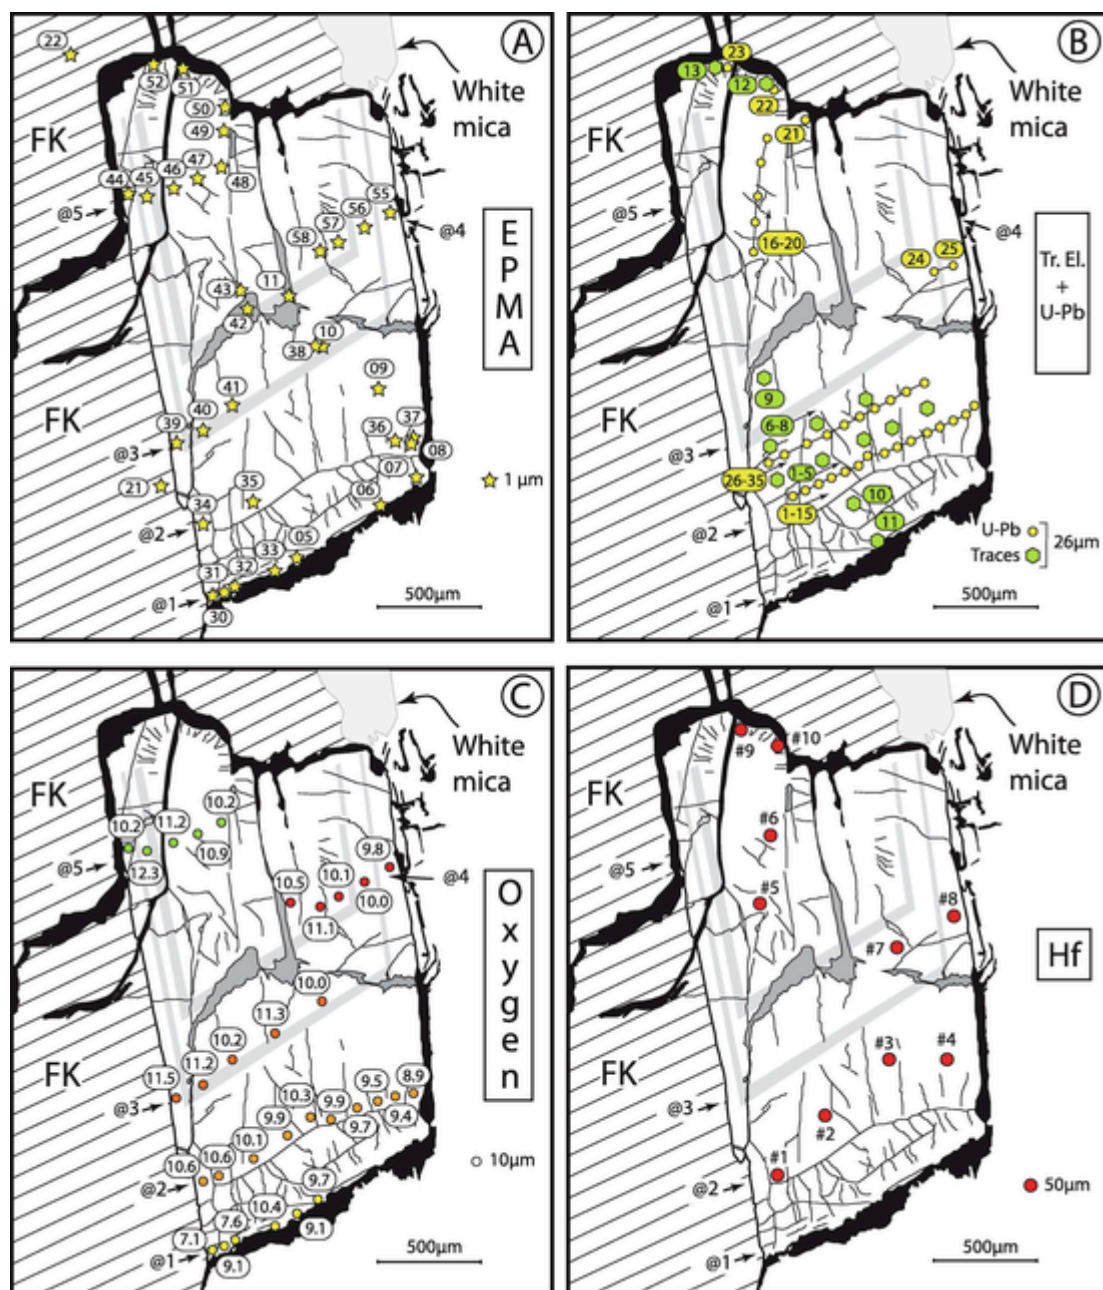 A
22
52
51
White
mica
50
49
FK
47
46
45
44
48
55
56
57
58
@5
@4
E
P
M
A
11
43
42
10
38
09
41
40
39
37
36
08
07
FK
@3
21
35
06
1 µm
34
@2
05
33
32
31
@1
30
500µm
B
23
13
12
White
mica
22
FK
21
@5
@4
16-20
25
24
Tr. El.
+
U-Pb
9
6-8
FK
@3
26-35
1-5
1-15
10
11
@2
U-Pb
Traces
26µm
@1
500µm
C
White
mica
FK
10.2
10.2
11.2
10.9
12.3
9.8
10.1
10.5
10.0
11.1
@5
@4
O
x
y
g
e
n
10.0
11.3
10.2
11.2
11.5
FK
8.9
9.5
10.3
9.9
9.4
9.7
9.9
@3
10.1
10.6
10.6
10µm
9.7
@2
10.4
7.6
7.1
9.1
@1
9.1
500µm
D
#9
#10
White
mica
FK
#6
@5
@4
#5
#8
#7
Hf
#3
#4
FK
@3
#2
#1
@2
50µm
@1
500µm